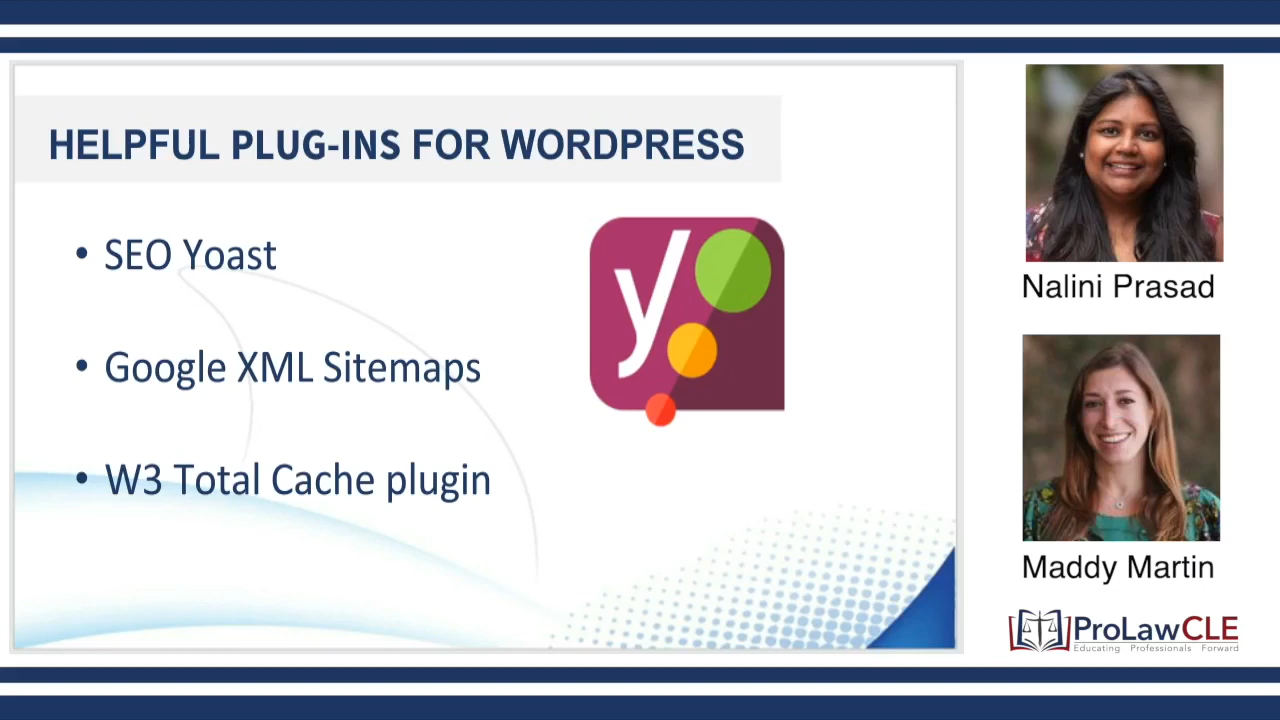 HELPFUL PLUG-INS FOR WORDPRESS
• SEO Yoast
• Google XML Sitemaps
• W3 Total Cache plugin
y
Nalini Prasad
Maddy Martin
ProLawCLE
Educating Professionals Forward